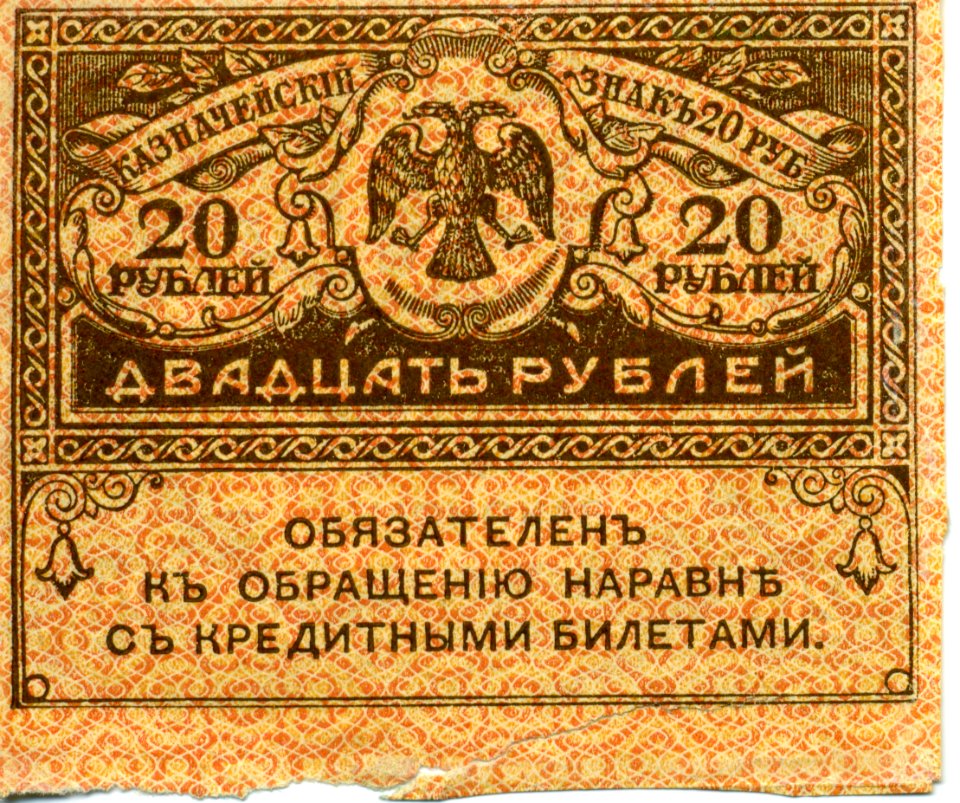 КАЗНАЧЕЙСКІЙ
ЗНАКЪ 20 РУБ.
20
РУБЛЕЙ
20
РУБЛЕЙ
ДВАДЦАТЬ РУБЛЕЙ
ОБЯЗАТЕЛЕНЪ
КЪ ОБРАЩЕНІЮ НАРАВНѢ
СЪ КРЕДИТНЫМИ БИЛЕТАМИ.